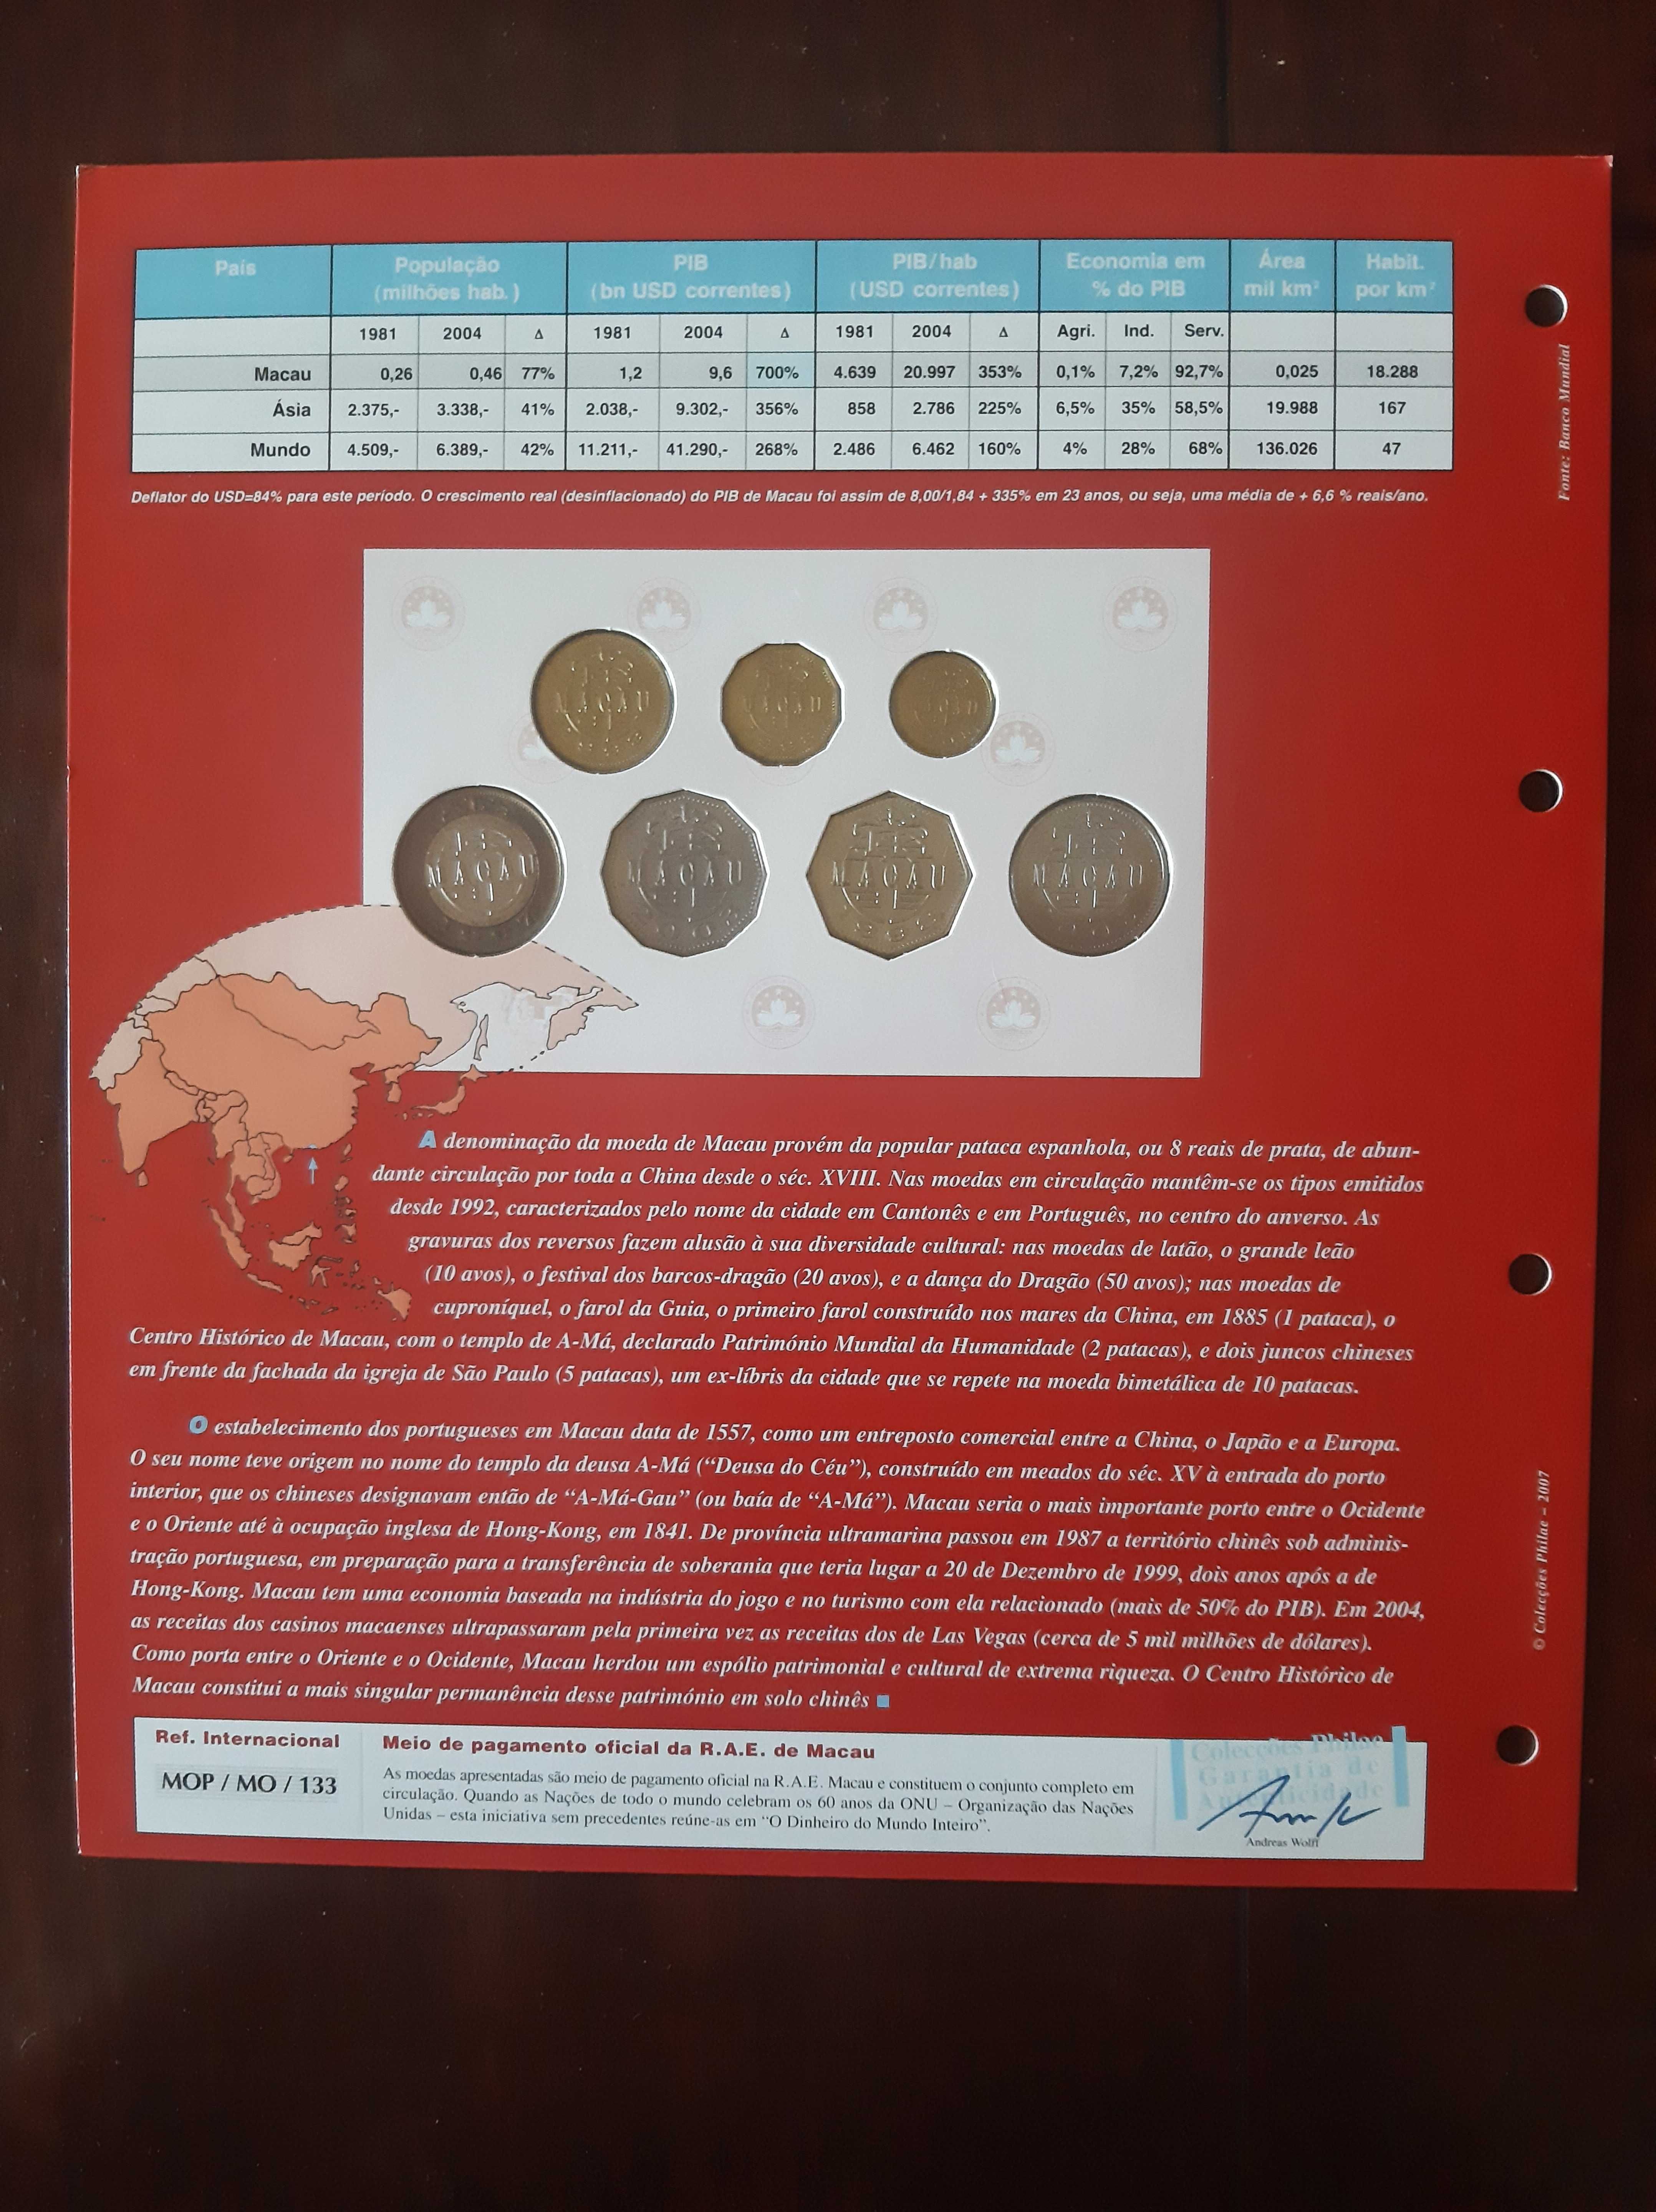 País População PIB PIB/hab Economia em Área Habit.
(milhões hab.) (bn USD correntes) (USD correntes) % do PIB mil km² por km²
1981 2004 Δ 1981 2004 Δ 1981 2004 Δ Agri. Ind. Serv.
Macau 0,26 0,46 77% 1,2 9,6 700% 4.639 20.997 353% 0,1% 7,2% 92,7% 0,025 18.288
Ásia 2.375,- 3.338,- 41% 2.038,- 9.302,- 356% 858 2.786 225% 6,5% 35% 58,5% 19.988 167
Mundo 4.509,- 6.389,- 42% 11.211,- 41.290,- 268% 2.486 6.462 160% 4% 28% 68% 136.026 47
Deflator do USD=84% para este período. O crescimento real (desinflacionado) do PIB de Macau foi assim de 8,00/1,84 + 335% em 23 anos, ou seja, uma média de + 6,6 % reais/ano.
Fonte: Banco Mundial
MACAU
MACAU
MACAU
MACAU
MACAU
MACAU
MACAU
A denominação da moeda de Macau provém da popular pataca espanhola, ou 8 reais de prata, de abun-
dante circulação por toda a China desde o séc. XVIII. Nas moedas em circulação mantêm-se os tipos emitidos
desde 1992, caracterizados pelo nome da cidade em Cantonês e em Português, no centro do anverso. As
gravuras dos reversos fazem alusão à sua diversidade cultural: nas moedas de latão, o grande leão
(10 avos), o festival dos barcos-dragão (20 avos), e a dança do Dragão (50 avos); nas moedas de
cuproníquel, o farol da Guia, o primeiro farol construído nos mares da China, em 1885 (1 pataca), o
Centro Histórico de Macau, com o templo de A-Má, declarado Património Mundial da Humanidade (2 patacas), e dois juncos chineses
em frente da fachada da igreja de São Paulo (5 patacas), um ex-líbris da cidade que se repete na moeda bimetálica de 10 patacas.
O estabelecimento dos portugueses em Macau data de 1557, como um entreposto comercial entre a China, o Japão e a Europa.
O seu nome teve origem no nome do templo da deusa A-Má (“Deusa do Céu”), construído em meados do séc. XV à entrada do porto
interior, que os chineses designavam então de “A-Má-Gau” (ou baía de “A-Má”). Macau seria o mais importante porto entre o Ocidente
e o Oriente até à ocupação inglesa de Hong-Kong, em 1841. De província ultramarina passou em 1987 a território chinês sob adminis-
tração portuguesa, em preparação para a transferência de soberania que teria lugar a 20 de Dezembro de 1999, dois anos após a de
Hong-Kong. Macau tem uma economia baseada na indústria do jogo e no turismo com ela relacionado (mais de 50% do PIB). Em 2004,
as receitas dos casinos macaenses ultrapassaram pela primeira vez as receitas dos de Las Vegas (cerca de 5 mil milhões de dólares).
Como porta entre o Oriente e o Ocidente, Macau herdou um espólio patrimonial e cultural de extrema riqueza. O Centro Histórico de
Macau constitui a mais singular permanência desse património em solo chinês
© Colecções Philae – 2007
Ref. Internacional
MOP / MO / 133
Meio de pagamento oficial da R.A.E. de Macau
As moedas apresentadas são meio de pagamento oficial na R.A.E. Macau e constituem o conjunto completo em
circulação. Quando as Nações de todo o mundo celebram os 60 anos da ONU – Organização das Nações
Unidas – esta iniciativa sem precedentes reúne-as em “O Dinheiro do Mundo Inteiro”.
Colecções Philae
Garantia de
Autenticidade
Andreas Wolff